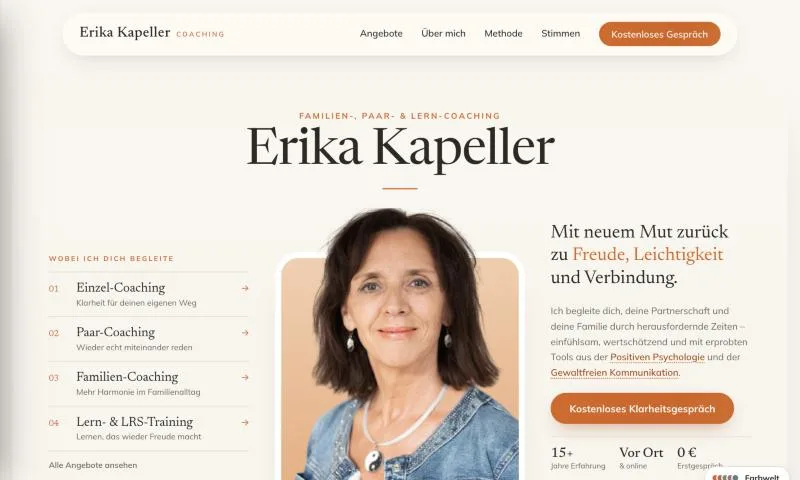 Erika Kapeller COACHING
Angebote Über mich Methode Stimmen Kostenloses Gespräch
FAMILIEN-, PAAR- & LERN-COACHING
Erika Kapeller
WOBEI ICH DICH BEGLEITE
01 Einzel-Coaching →
Klarheit für deinen eigenen Weg
02 Paar-Coaching →
Wieder echt miteinander reden
03 Familien-Coaching →
Mehr Harmonie im Familienalltag
04 Lern- & LRS-Training →
Lernen, das wieder Freude macht
Alle Angebote ansehen
Mit neuem Mut zurück
zu Freude, Leichtigkeit
und Verbindung.
Ich begleite dich, deine Partnerschaft und
deine Familie durch herausfordernde Zeiten –
einfühlsam, wertschätzend und mit erprobten
Tools aus der Positiven Psychologie und der
Gewaltfreien Kommunikation.
Kostenloses Klarheitsgespräch
15+ Vor Ort 0 €
Jahre Erfahrung & online Erstgespräch
Farbwelt